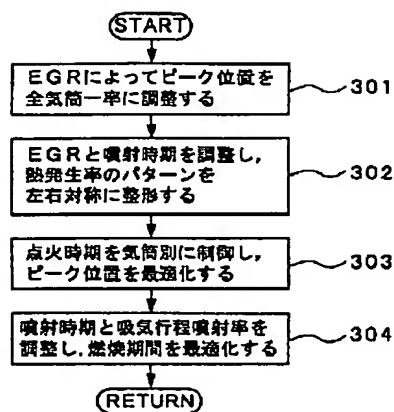 START
EGRによってピーク位置を
全気筒一率に調整する
301
EGRと噴射時期を調整し,
熱発生率のパターンを
左右対称に整形する
302
点火時期を気筒別に制御し,
ピーク位置を最適化する
303
噴射時期と吸気行程噴射率を
調整し,燃焼期間を最適化する
304
RETURN